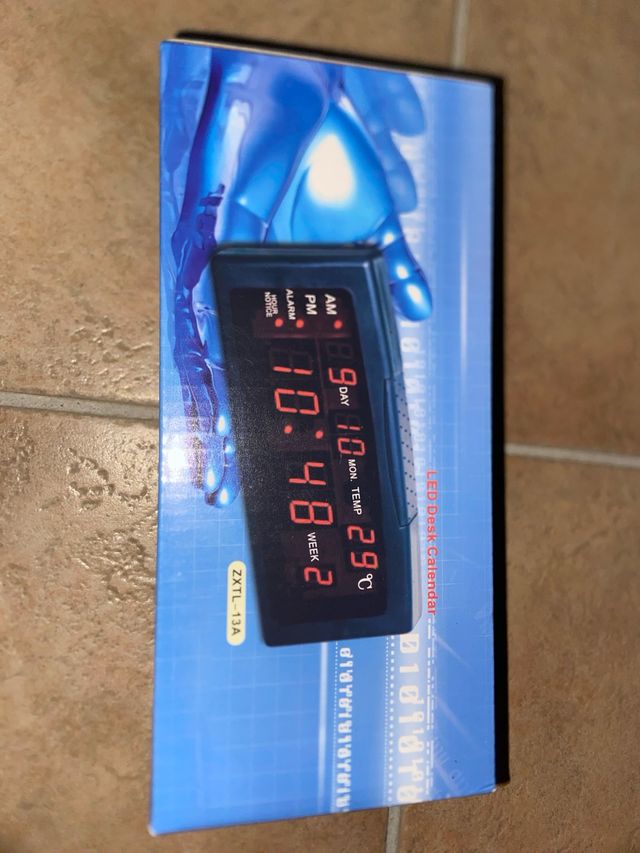 LED Desk Calendar
AM 9 DAY 10 MON. TEMP 29 °C
PM
ALARM 10:48 WEEK 2
HOUR
NOTICE
ZXTL-13A